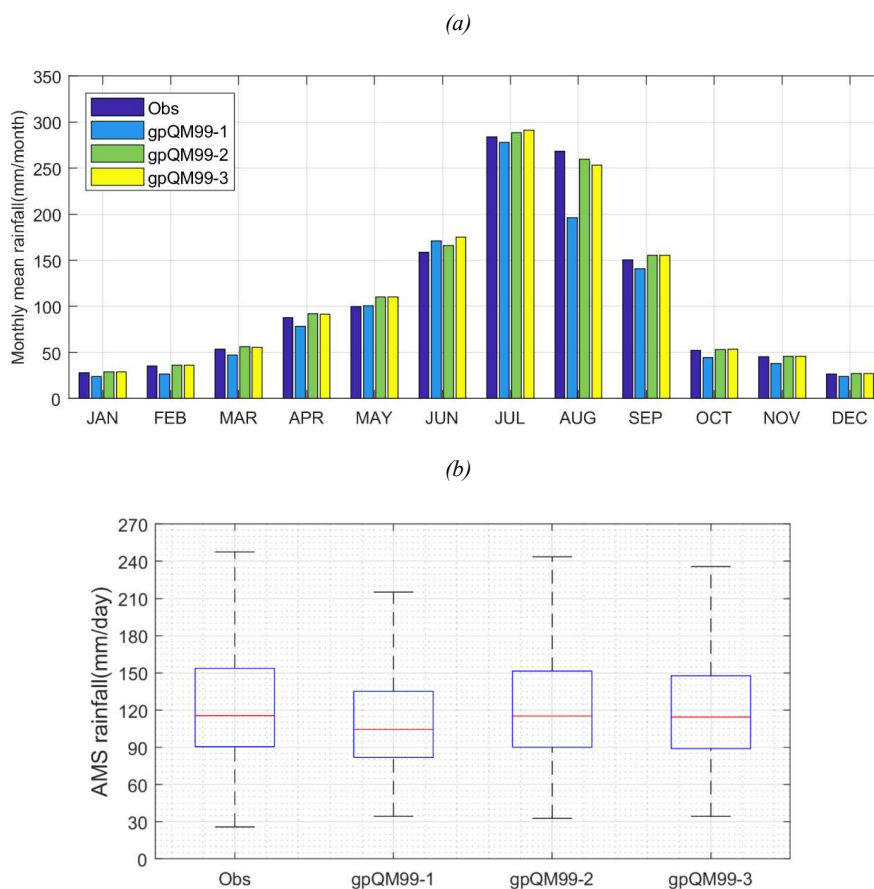 (a)
Monthly mean rainfall(mm/month)
350
300
250
200
150
100
50
0
Obs
gpQM99-1
gpQM99-2
gpQM99-3
JAN FEB MAR APR MAY JUN JUL AUG SEP OCT NOV DEC
(b)
AMS rainfall(mm/day)
270
240
210
180
150
120
90
60
30
0
Obs gpQM99-1 gpQM99-2 gpQM99-3